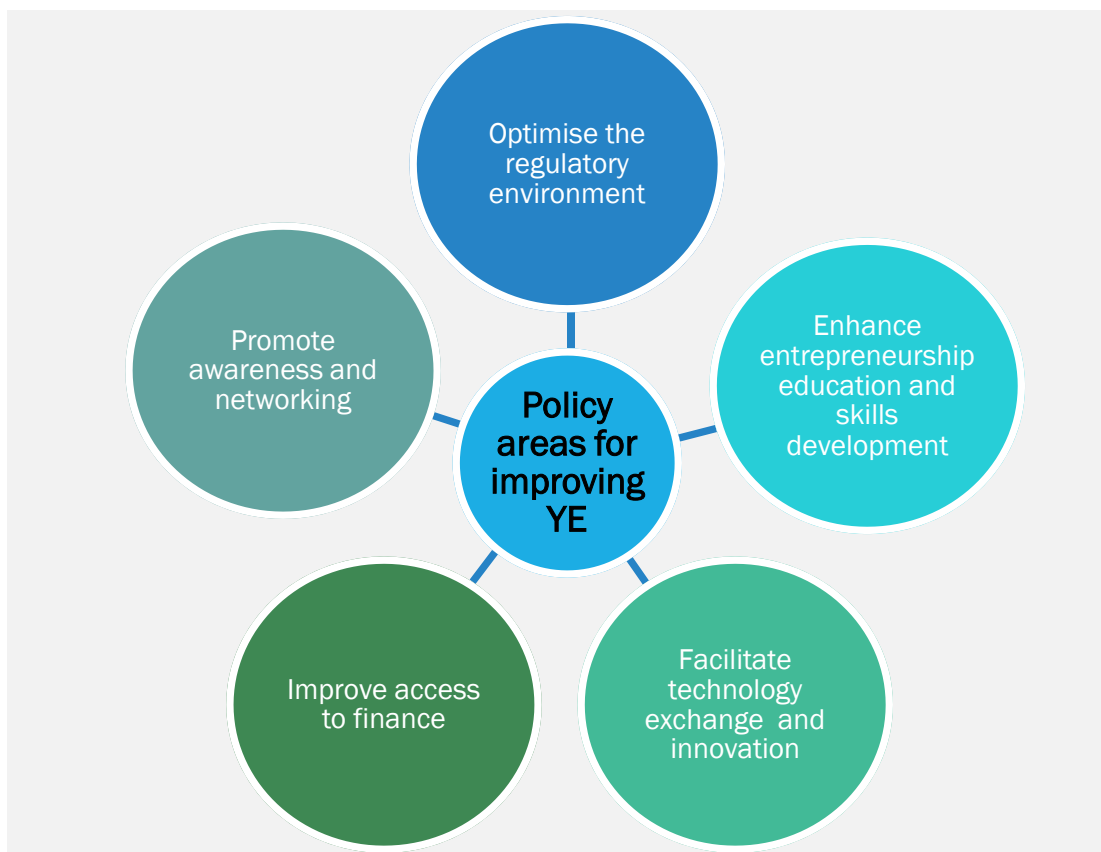 Optimise the
regulatory
environment
Enhance
entrepreneurship
education and
skills
development
Facilitate
technology
exchange  and
innovation
Improve access
to finance
Promote
awareness and
networking
Policy
areas for
improving
YE